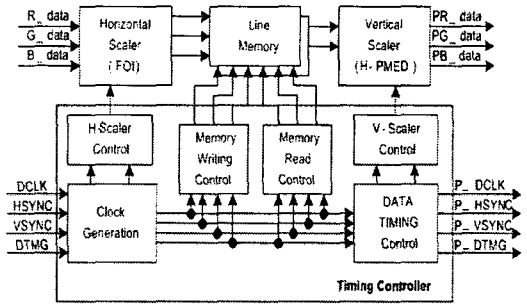 R_ data
G_ data
B_ data
Horizontal
Scaler
( FOI)
Line
Memory
Vertical
Scaler
(H- PMED)
PR_ data
PG_ data
PB_ data
H-Scaler
Control
Memory
Writing
Control
Memory
Read
Control
V - Scaler
Control
DCLK
HSYNC
VSYNC
DTMG
Clock
Generation
DATA
TIMING
Control
P_ DCLK
P_ HSYNC
P_ VSYNC
P_ DTMG
Timing Controller